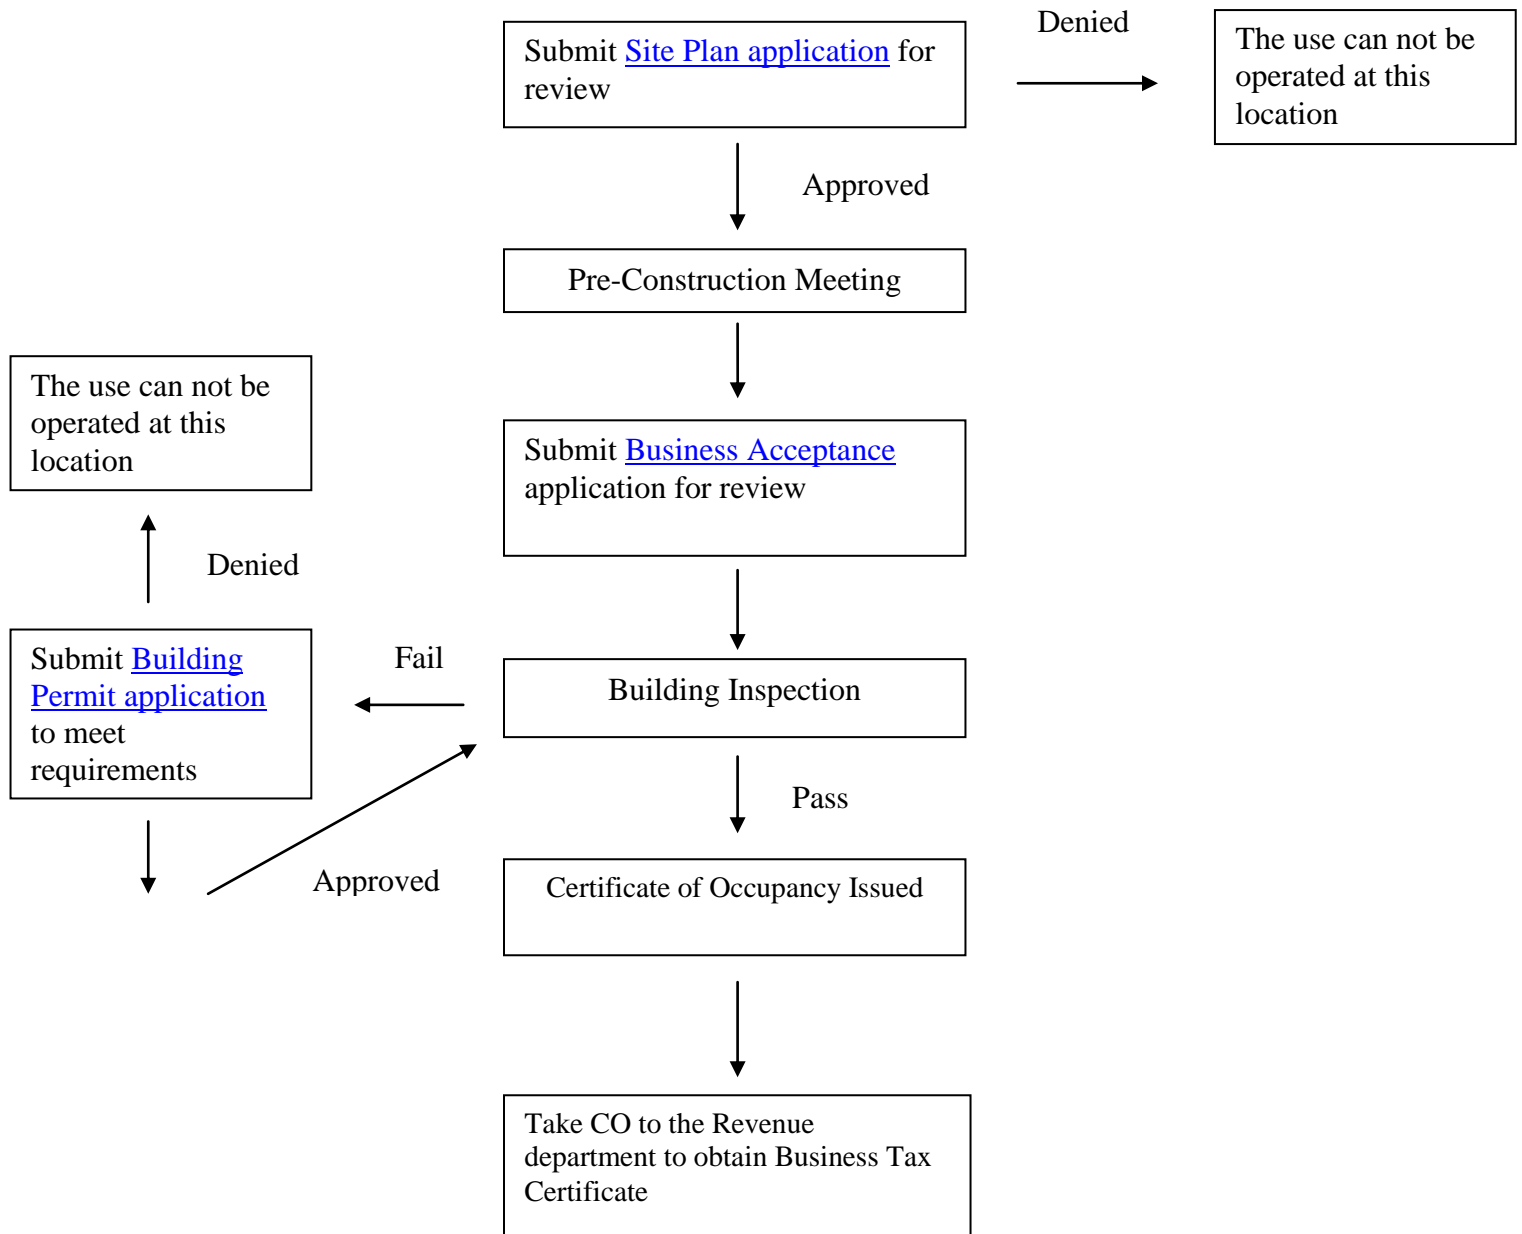 Denied
Submit Site Plan application for
review
The use can not be
operated at this
location
Approved
Pre-Construction Meeting
The use can not be
operated at this
location
Submit Business Acceptance
application for review
Denied
Submit Building
Permit application
to meet
requirements
Fail
Building Inspection
Pass
Approved
Certificate of Occupancy Issued
Take CO to the Revenue
department to obtain Business Tax
Certificate